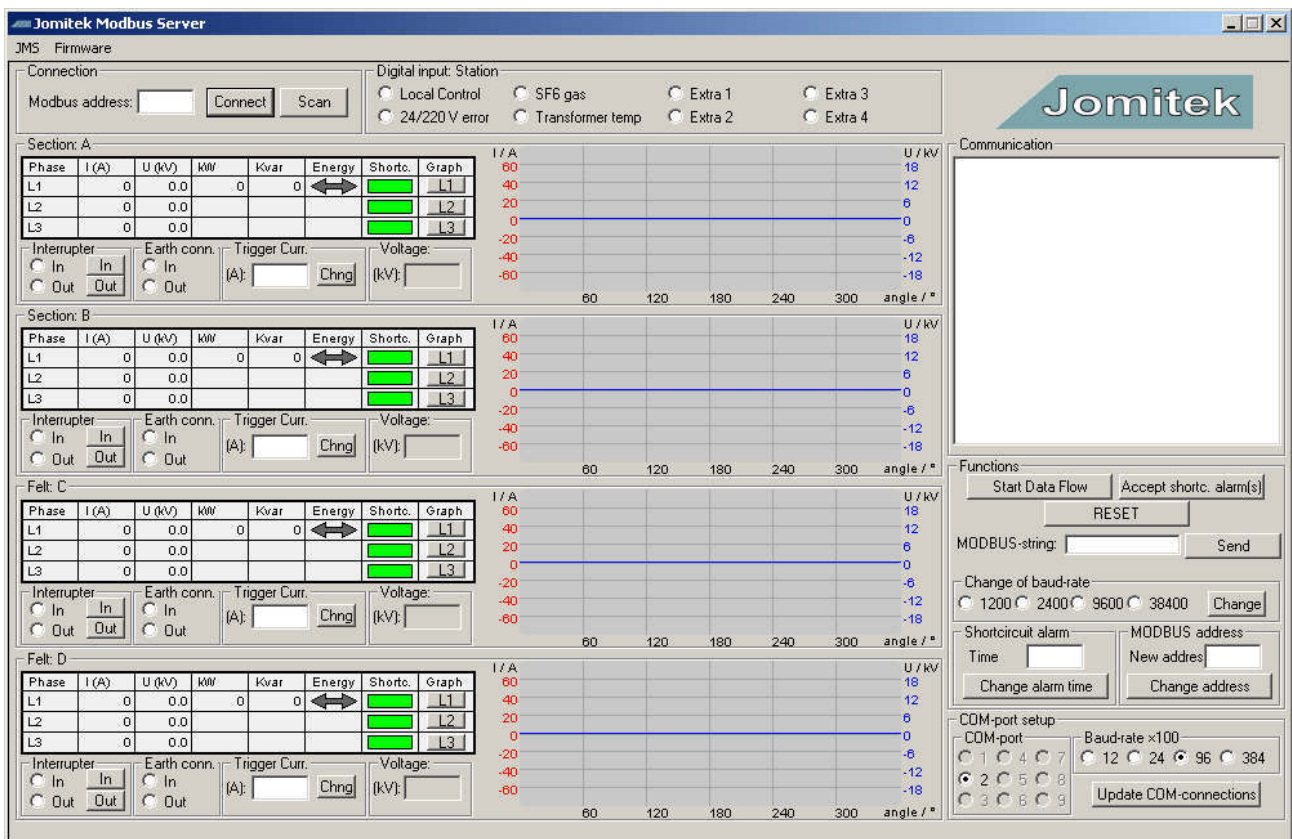 Jomitek Modbus Server
JMS Firmware
Connection
Modbus address: Connect Scan
Digital input: Station
Local Control SF6 gas Extra 1 Extra 3
24/220 V error Transformer temp Extra 2 Extra 4
Jomitek
Section: A
Phase I (A) U (kV) kW Kvar Energy Shortc. Graph
L1 0 0.0 0 0 L1
L2 0 0.0 L2
L3 0 0.0 L3
Interrupter Earth conn. Trigger Curr. Voltage:
In In In (A): Chng (kV):
Out Out Out
I / A U / kV
60 18
40 12
20 6
0 0
-20 -6
-40 -12
-60 -18
60 120 180 240 300 angle / °
Section: B
Phase I (A) U (kV) kW Kvar Energy Shortc. Graph
L1 0 0.0 0 0 L1
L2 0 0.0 L2
L3 0 0.0 L3
Interrupter Earth conn. Trigger Curr. Voltage:
In In In (A): Chng (kV):
Out Out Out
I / A U / kV
60 18
40 12
20 6
0 0
-20 -6
-40 -12
-60 -18
60 120 180 240 300 angle / °
Felt: C
Phase I (A) U (kV) kW Kvar Energy Shortc. Graph
L1 0 0.0 0 0 L1
L2 0 0.0 L2
L3 0 0.0 L3
Interrupter Earth conn. Trigger Curr. Voltage:
In In In (A): Chng (kV):
Out Out Out
I / A U / kV
60 18
40 12
20 6
0 0
-20 -6
-40 -12
-60 -18
60 120 180 240 300 angle / °
Felt: D
Phase I (A) U (kV) kW Kvar Energy Shortc. Graph
L1 0 0.0 0 0 L1
L2 0 0.0 L2
L3 0 0.0 L3
Interrupter Earth conn. Trigger Curr. Voltage:
In In In (A): Chng (kV):
Out Out Out
I / A U / kV
60 18
40 12
20 6
0 0
-20 -6
-40 -12
-60 -18
60 120 180 240 300 angle / °
Communication
Functions
Start Data Flow Accept shortc. alarm(s)
RESET
MODBUS-string: Send
Change of baud-rate
1200 2400 9600 38400 Change
Shortcircuit alarm MODBUS address
Time New addres
Change alarm time Change address
COM-port setup
COM-port Baud-rate x100
1 4 7 12 24 96 384
2 5 8 Update COM-connections
3 6 9